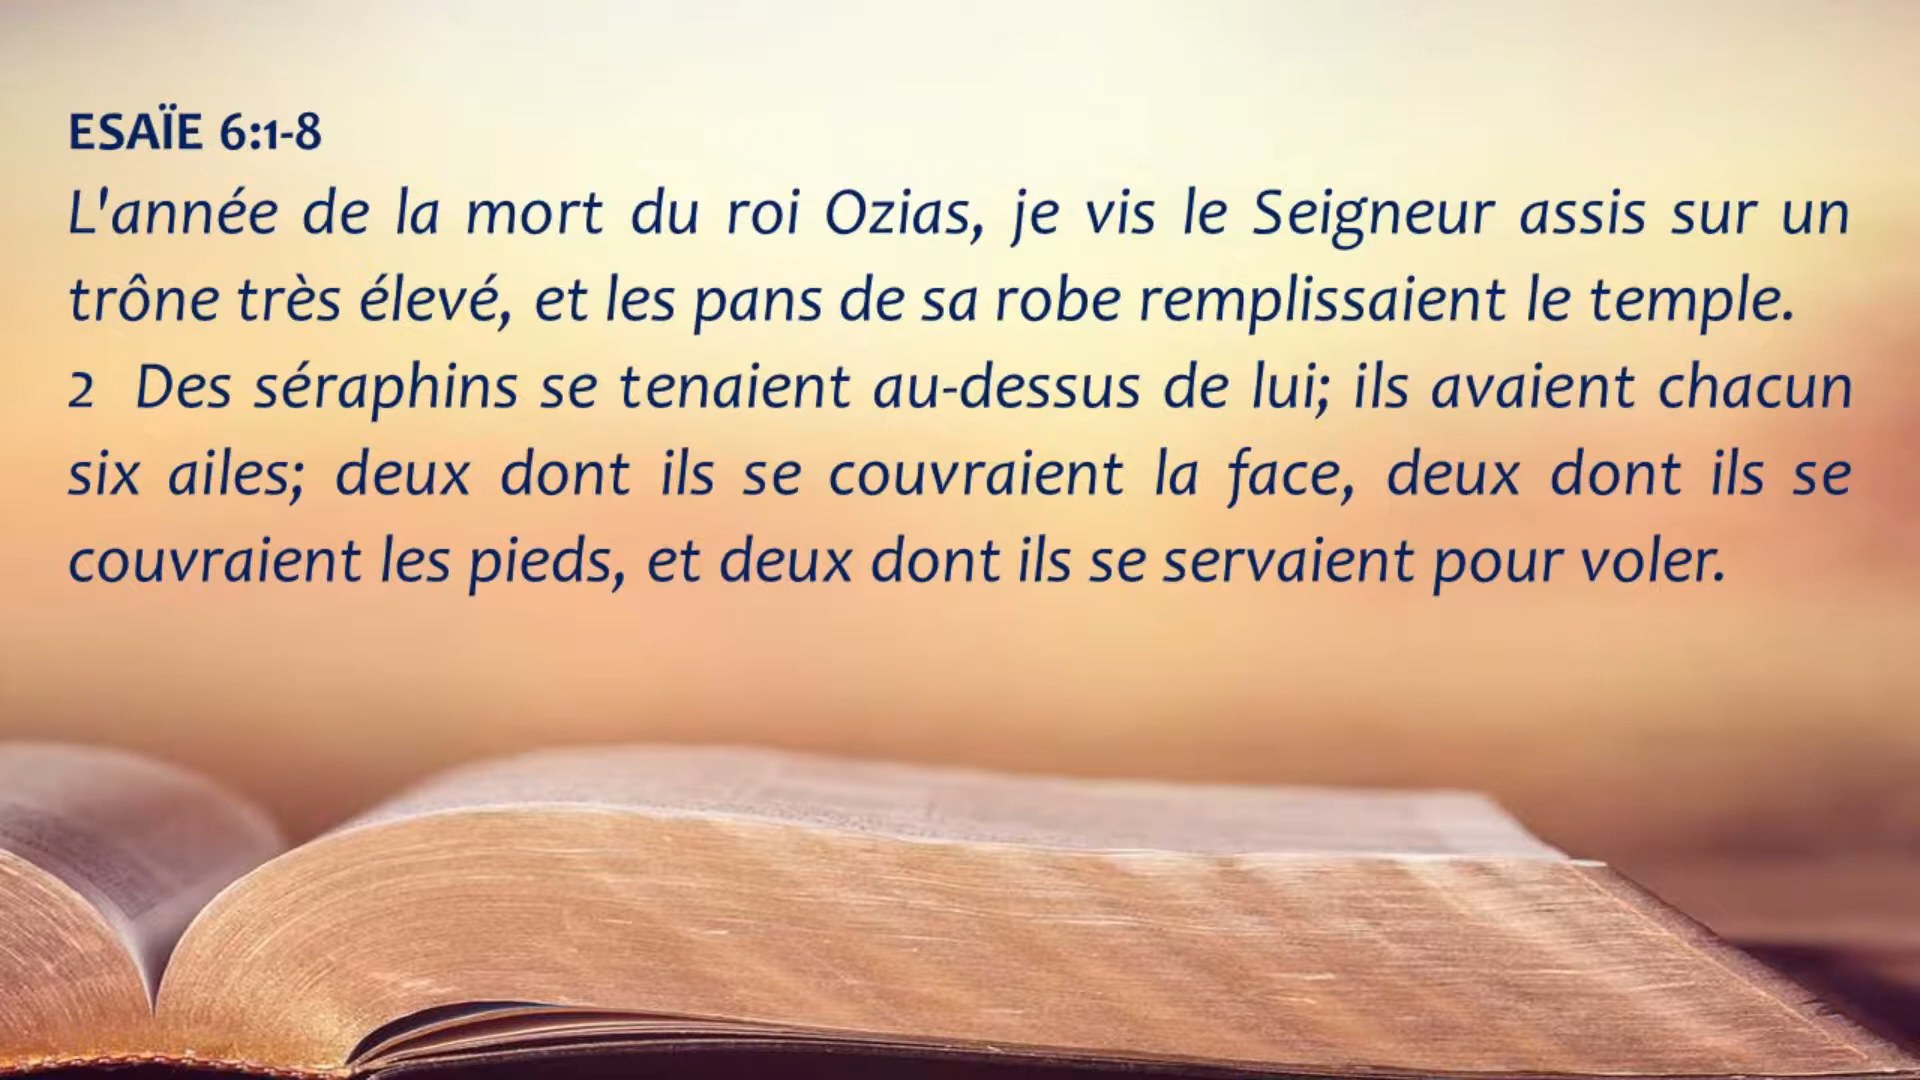 ESAÏE 6:1-8
L'année de la mort du roi Ozias, je vis le Seigneur assis sur un
trône très élevé, et les pans de sa robe remplissaient le temple.
2 Des séraphins se tenaient au-dessus de lui; ils avaient chacun
six ailes; deux dont ils se couvraient la face, deux dont ils se
couvraient les pieds, et deux dont ils se servaient pour voler.